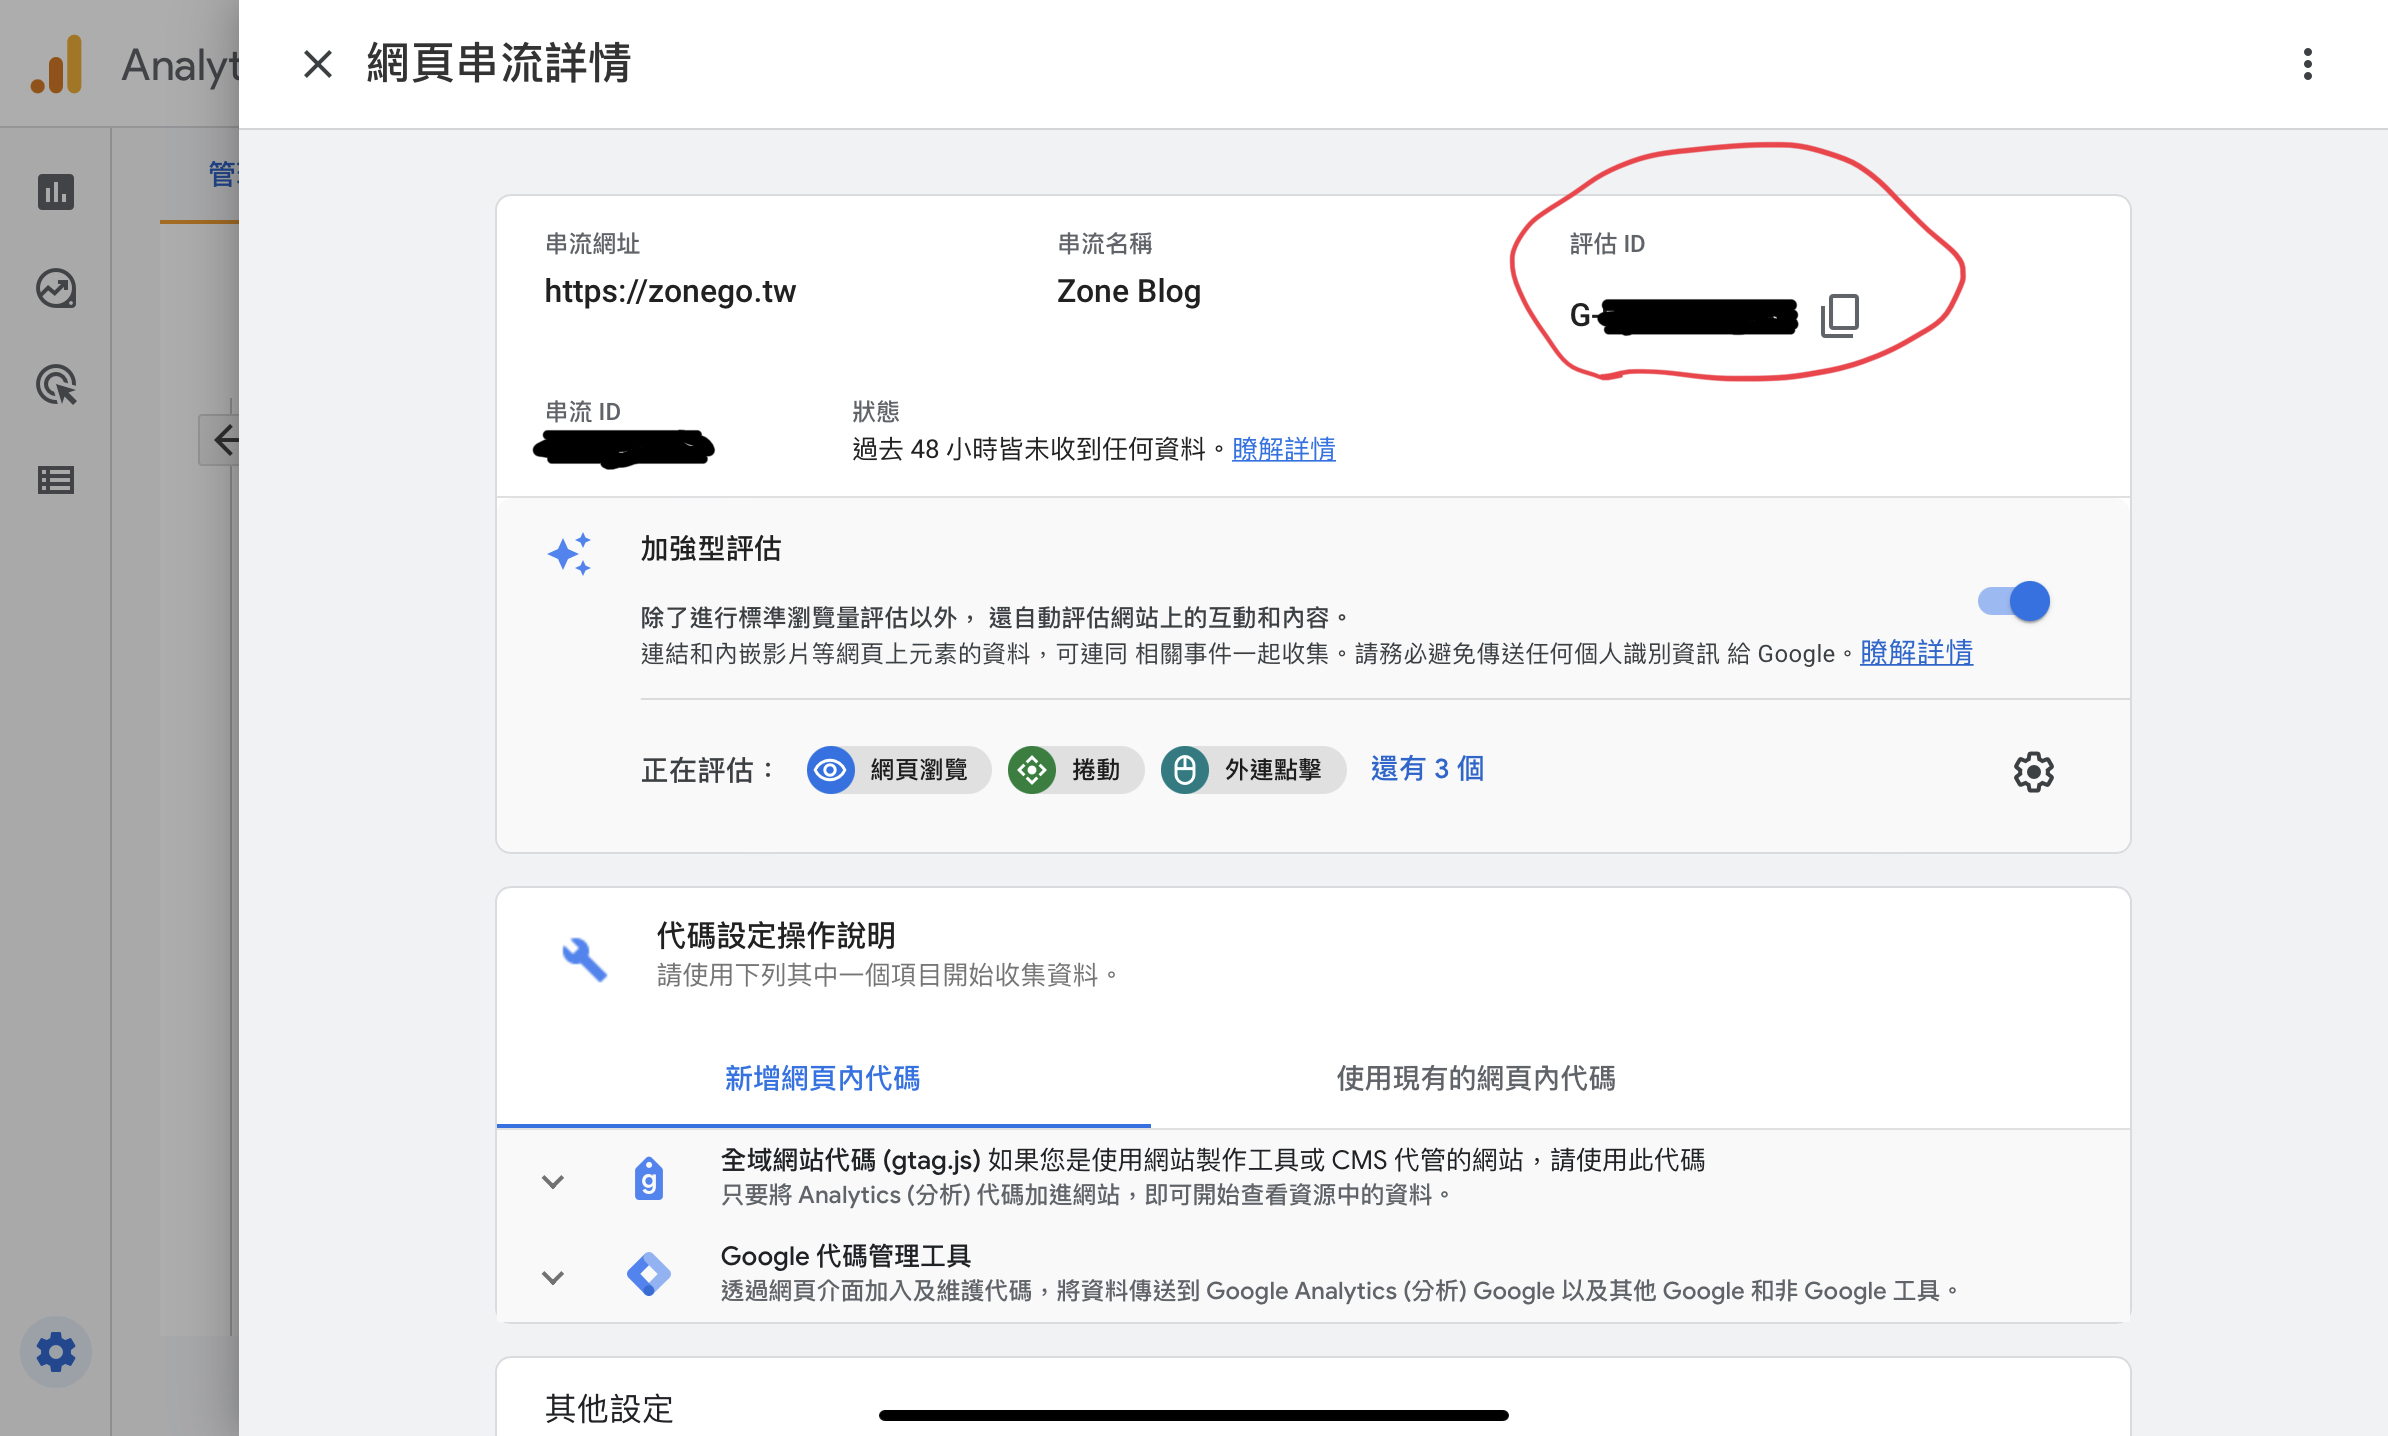 Analyt
網頁串流詳情
管
串流網址
https://zonego.tw
串流名稱
Zone Blog
評估 ID
G-
串流 ID
狀態
過去 48 小時皆未收到任何資料。瞭解詳情
加強型評估
除了進行標準瀏覽量評估以外， 還自動評估網站上的互動和內容。
連結和內嵌影片等網頁上元素的資料，可連同 相關事件一起收集。請務必避免傳送任何個人識別資訊 給 Google。瞭解詳情
正在評估：
網頁瀏覽
捲動
外連點擊
還有 3 個
代碼設定操作說明
請使用下列其中一個項目開始收集資料。
新增網頁內代碼
使用現有的網頁內代碼
全域網站代碼 (gtag.js) 如果您是使用網站製作工具或 CMS 代管的網站，請使用此代碼
只要將 Analytics (分析) 代碼加進網站，即可開始查看資源中的資料。
Google 代碼管理工具
透過網頁介面加入及維護代碼，將資料傳送到 Google Analytics (分析) Google 以及其他 Google 和非 Google 工具。
其他設定